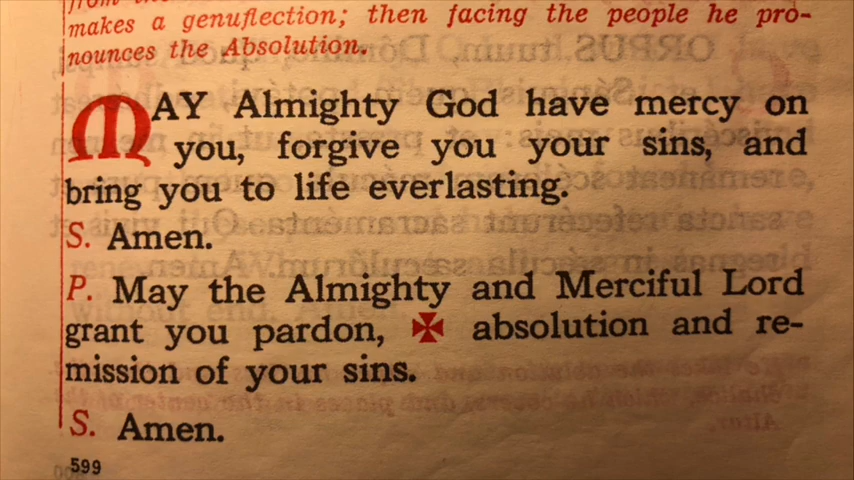 makes a genuflection; then facing the people he pro-
nounces the Absolution.
MAY Almighty God have mercy on
you, forgive you your sins, and
bring you to life everlasting.
S. Amen.
P. May the Almighty and Merciful Lord
grant you pardon, ✠ absolution and re-
mission of your sins.
S. Amen.
599